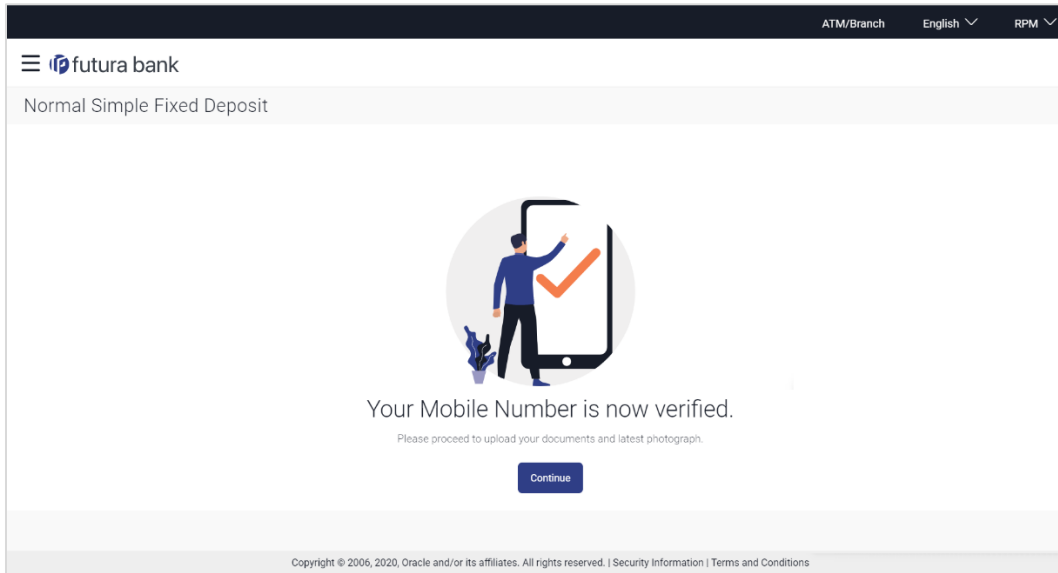 ATM/Branch English RPM
futura bank
Normal Simple Fixed Deposit
Your Mobile Number is now verified.
Please proceed to upload your documents and latest photograph.
Continue
Copyright © 2006, 2020, Oracle and/or its affiliates. All rights reserved. | Security Information | Terms and Conditions